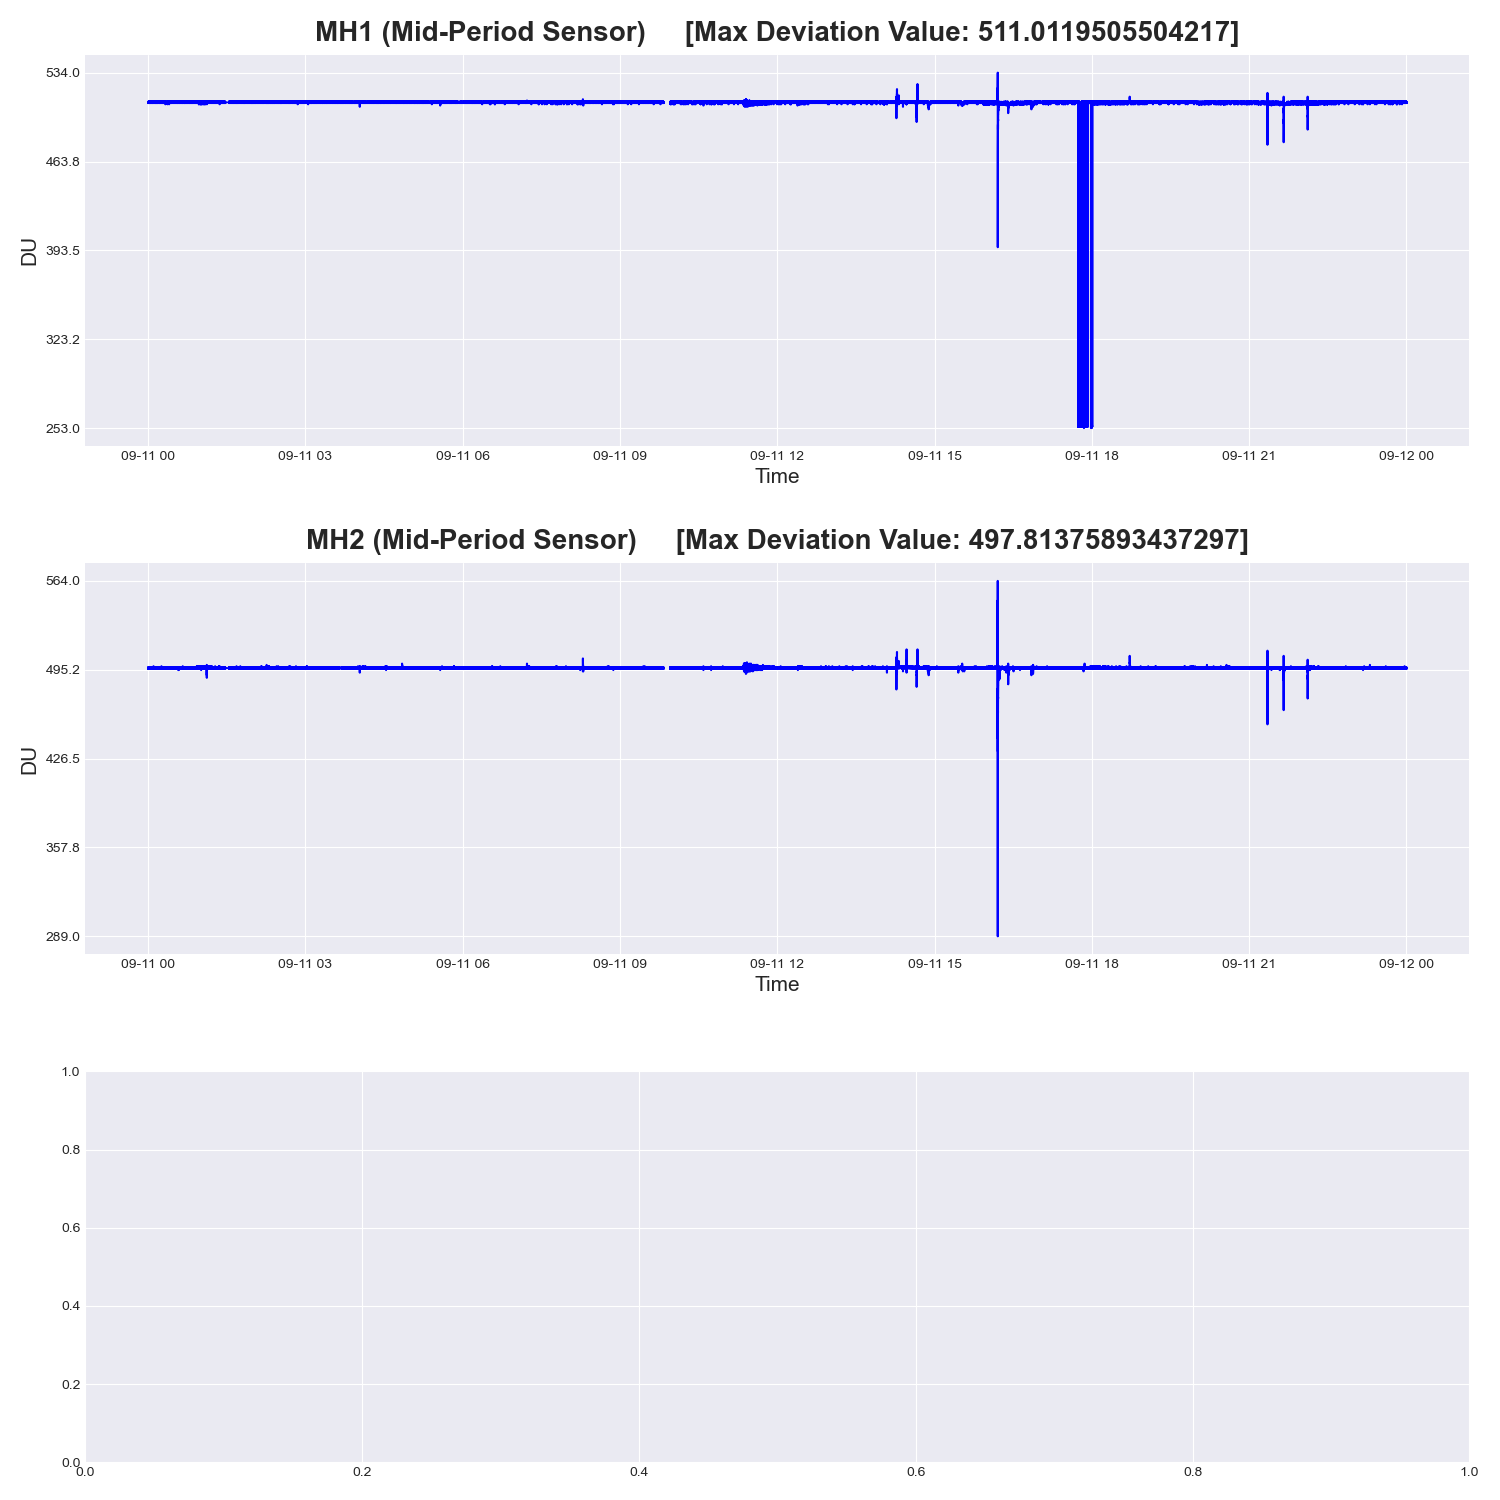 MH1 (Mid-Period Sensor) [Max Deviation Value: 511.0119505504217]
534.0
463.8
393.5
323.2
253.0
DU
09-11 00 09-11 03 09-11 06 09-11 09 09-11 12 09-11 15 09-11 18 09-11 21 09-12 00
Time
MH2 (Mid-Period Sensor) [Max Deviation Value: 497.81375893437297]
564.0
495.2
426.5
357.8
289.0
DU
09-11 00 09-11 03 09-11 06 09-11 09 09-11 12 09-11 15 09-11 18 09-11 21 09-12 00
Time
1.0
0.8
0.6
0.4
0.2
0.0
0.0 0.2 0.4 0.6 0.8 1.0